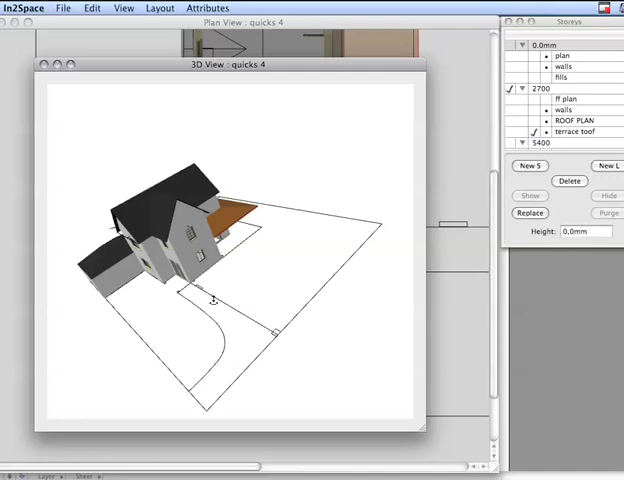 In2Space File Edit View Layout Attributes
Plan View : quicks 4
Storeys
3D View : quicks 4
0.0mm
plan
walls
fills
2700
ff plan
walls
ROOF PLAN
terrace toof
5400
New S New L
Delete
Show Hide
Replace Purge
Height: 0,0mm
Layer Sheet